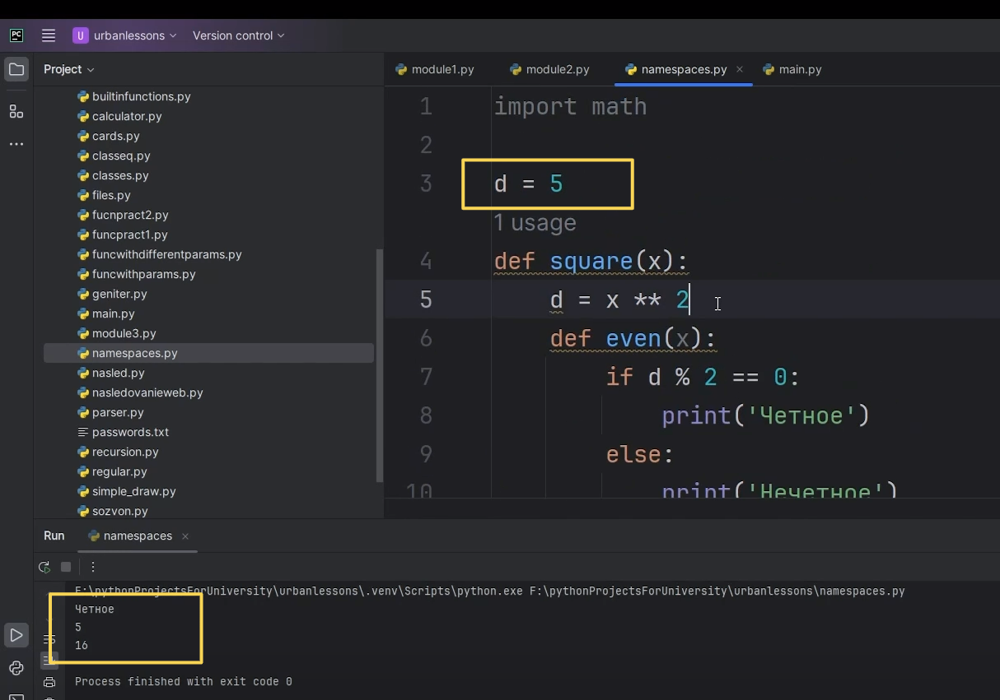 PC
U urbanlessons Version control
Project
module1.py module2.py namespaces.py × main.py
builtinfunctions.py
calculator.py
cards.py
classeq.py
classes.py
files.py
fucnpract2.py
funcpract1.py
funcwithdifferentparams.py
funcwithparams.py
geniter.py
main.py
module3.py
namespaces.py
nasled.py
nasledovanieweb.py
parser.py
passwords.txt
recursion.py
regular.py
simple_draw.py
sozvon.py
1 import math
2
3 d = 5
1 usage
4 def square(x):
5 d = x ** 2
6 def even(x):
7 if d % 2 == 0:
8 print('Четное')
9 else:
10 print('Нечетное')
Run namespaces ×
F:\pythonProjectsForUniversity\urbanlessons\.venv\Scripts\python.exe F:\pythonProjectsForUniversity\urbanlessons\namespaces.py
Четное
5
16
Process finished with exit code 0